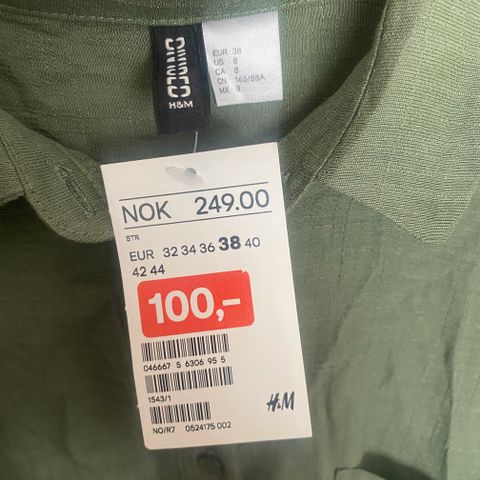 DIVIDED
H&M
EUR 38
US 8
CA 8
CN 165/88A
MX 8
NOK 249.00
STR
EUR 32 34 36 38 40
42 44
100,-
046667 5 6306 95 5
1543/1
H&M
NO/R7 0524175 002